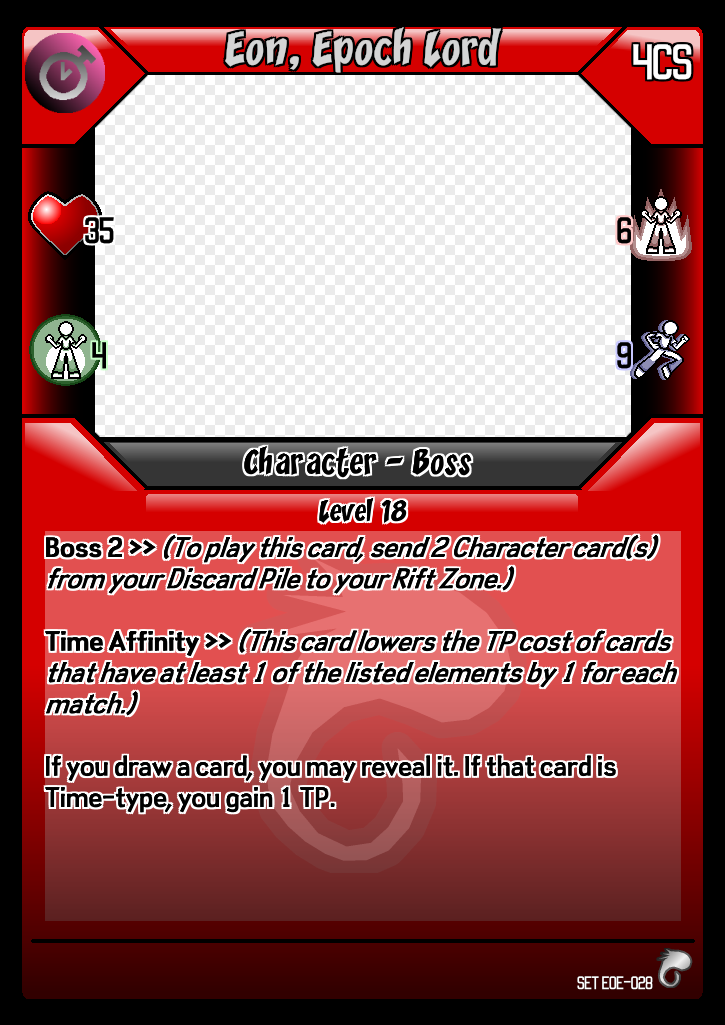 Eon, Epoch Lord
4CS
35
6
4
9
Character - Boss
Level 18
Boss 2 >> (To play this card, send 2 Character card(s)
from your Discard Pile to your Rift Zone.)
Time Affinity >> (This card lowers the TP cost of cards
that have at least 1 of the listed elements by 1 for each
match.)
If you draw a card, you may reveal it. If that card is
Time-type, you gain 1 TP.
SET EOE-028